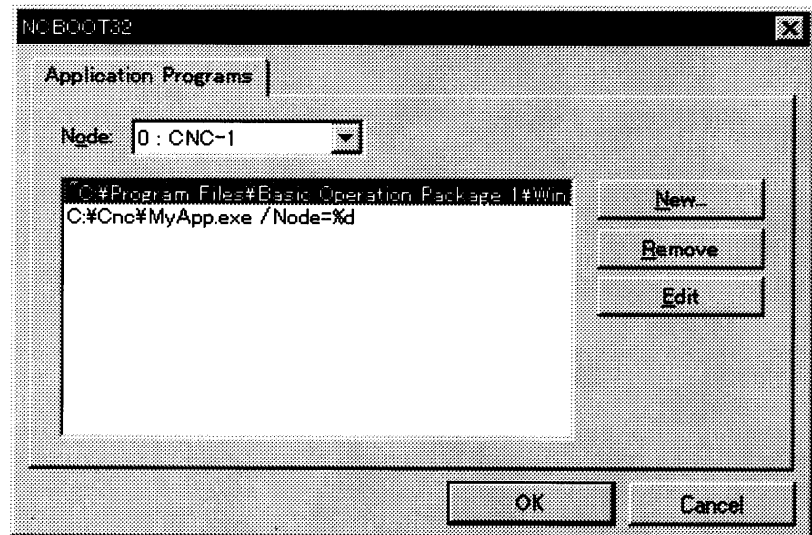 NCBOOT32
Application Programs
Node: 0 : CNC-1
"C:¥Program Files¥Basic Operation Package 1¥Win
C:¥Cnc¥MyApp.exe /Node=%d
New...
Remove
Edit
OK
Cancel